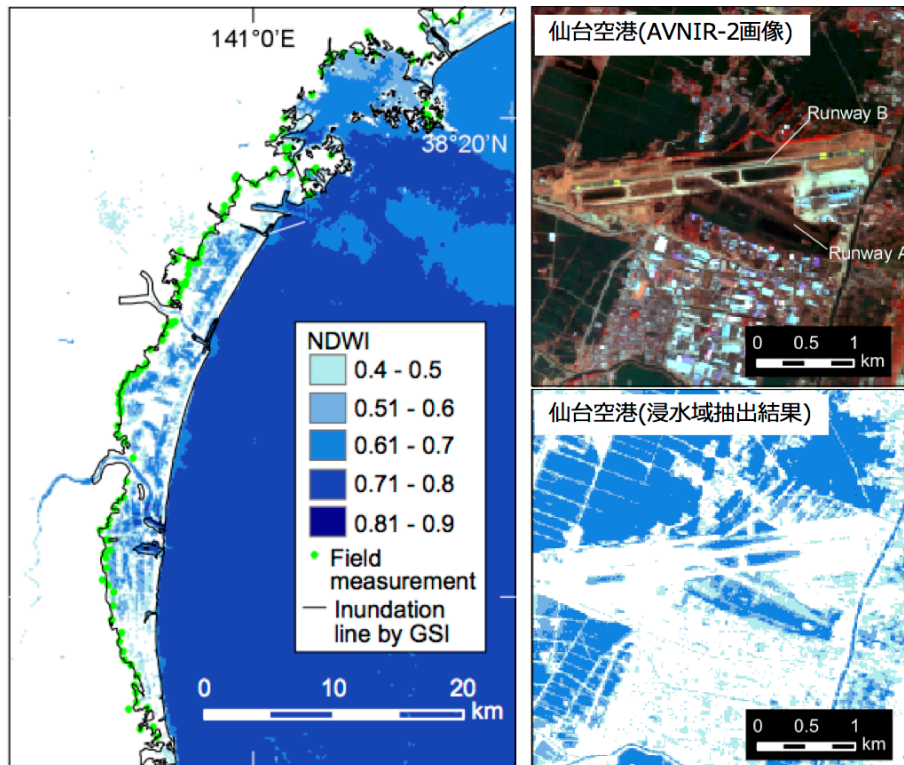 141°0'E
38°20'N
NDWI
0.4 - 0.5
0.51 - 0.6
0.61 - 0.7
0.71 - 0.8
0.81 - 0.9
Field
measurement
Inundation
line by GSI
0 10 20
km
仙台空港(AVNIR-2画像)
Runway B
Runway A
0 0.5 1
km
仙台空港(浸水域抽出結果)
0 0.5 1
km